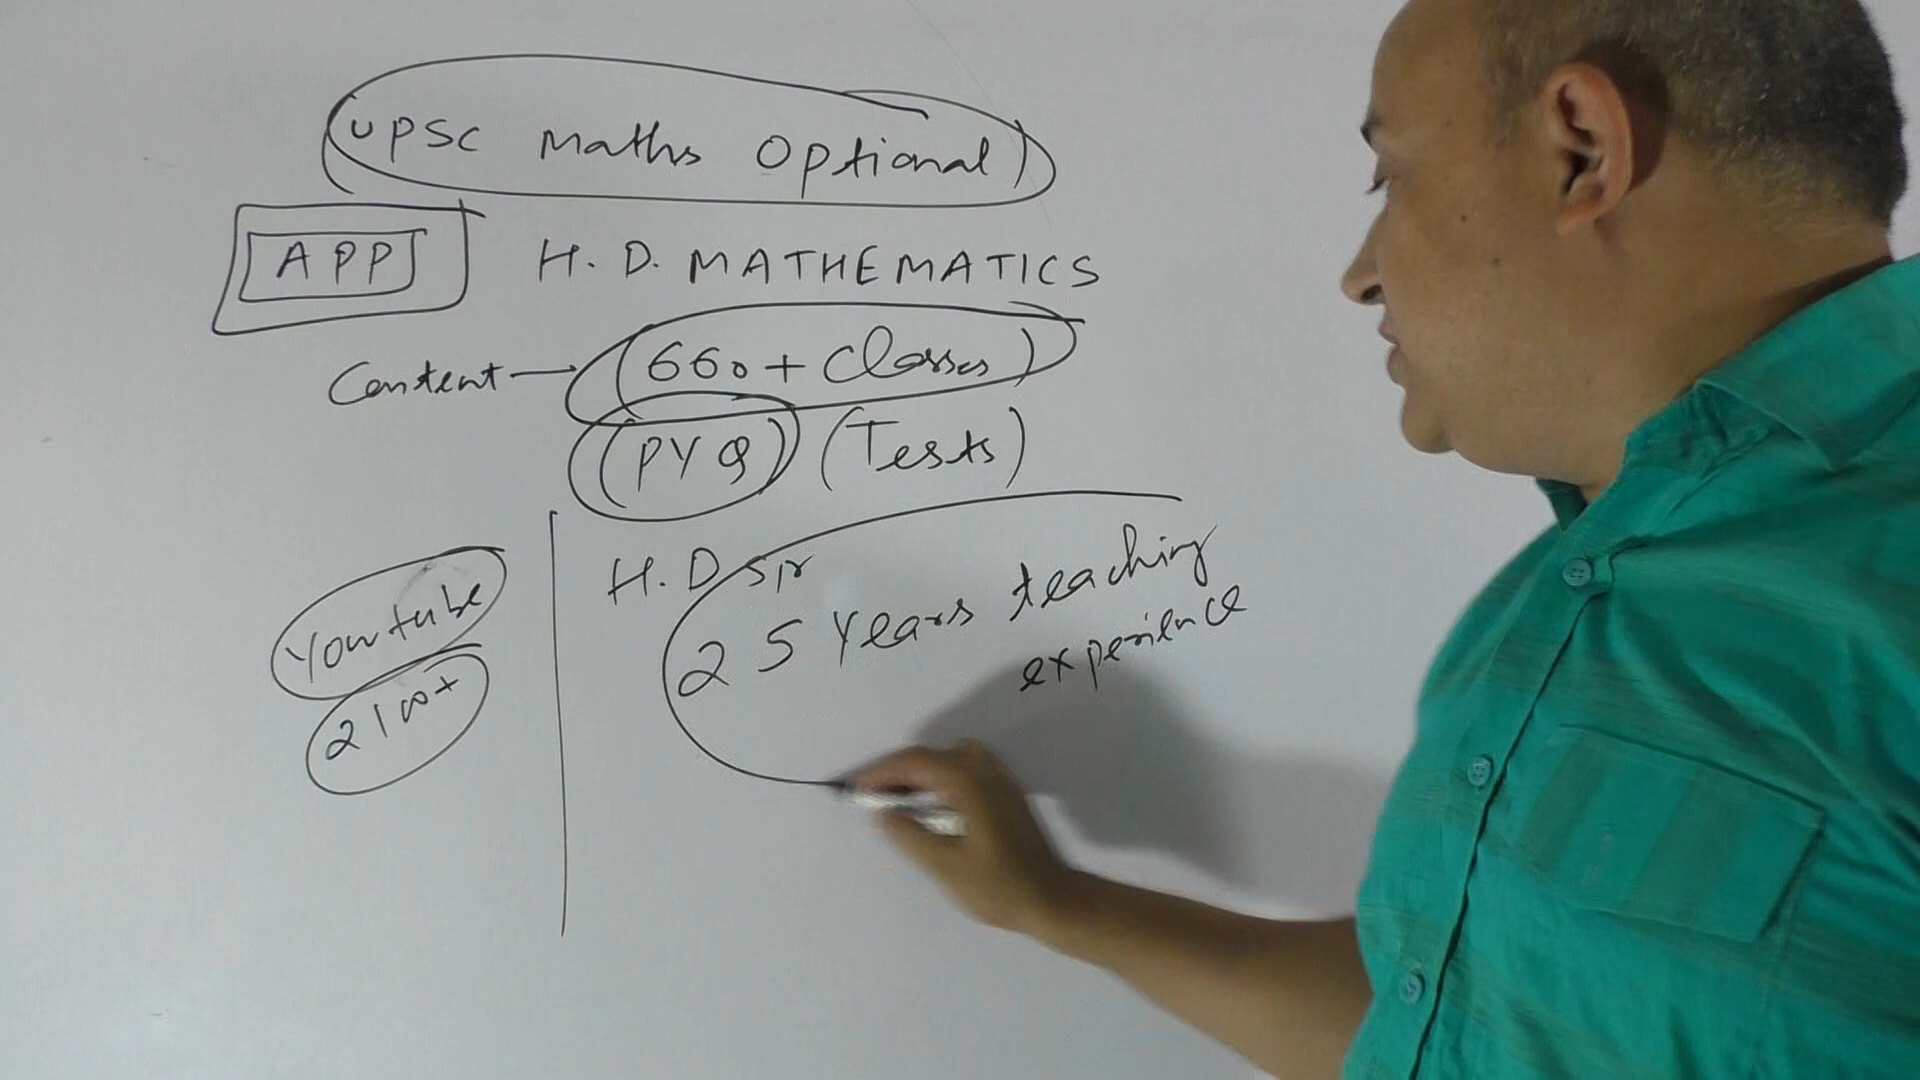 UPSC Maths Optional
APP H. D. MATHEMATICS
Content → (660+ Classes)
(PYQ) (Tests)
Youtube
2100+
H. D Sir
25 Years teaching
experience